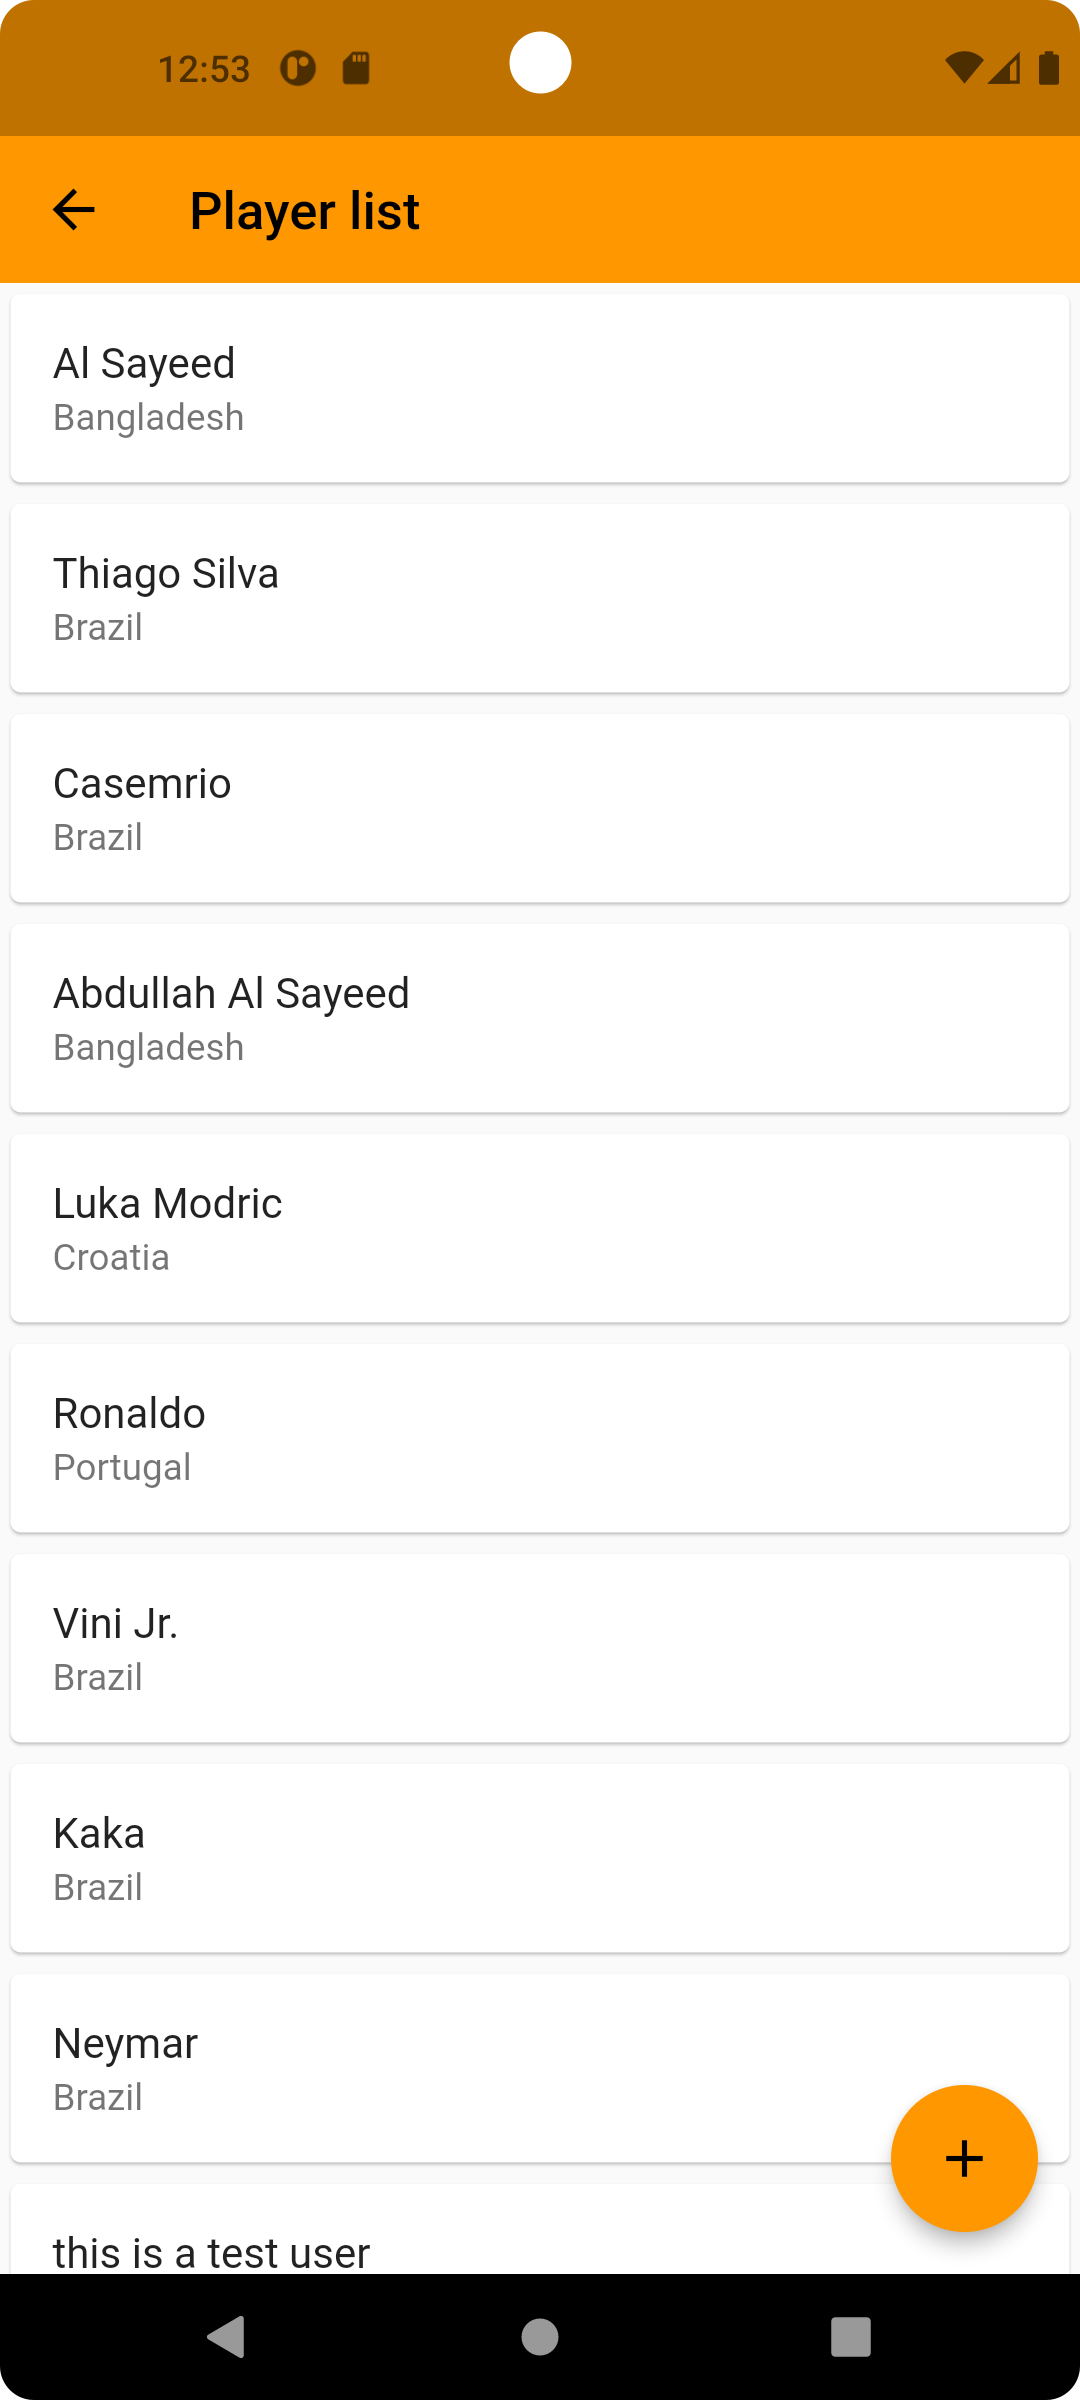 12:53
Player list
Al Sayeed
Bangladesh
Thiago Silva
Brazil
Casemrio
Brazil
Abdullah Al Sayeed
Bangladesh
Luka Modric
Croatia
Ronaldo
Portugal
Vini Jr.
Brazil
Kaka
Brazil
Neymar
Brazil
this is a test user